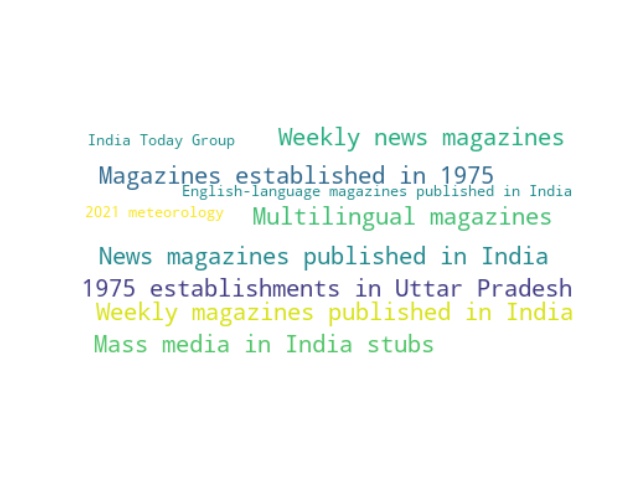 India Today Group
Weekly news magazines
Magazines established in 1975
English-language magazines published in India
2021 meteorology
Multilingual magazines
News magazines published in India
1975 establishments in Uttar Pradesh
Weekly magazines published in India
Mass media in India stubs